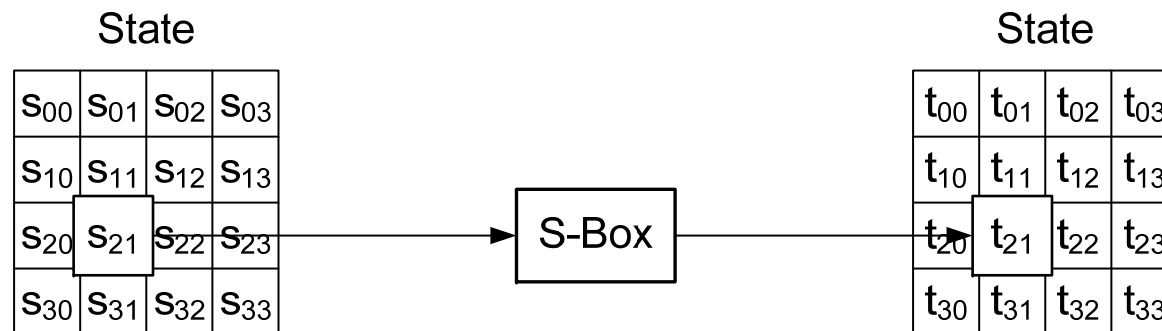 State State
s00 s01 s02 s03 t00 t01 t02 t03
s10 s11 s12 s13 t10 t11 t12 t13
s20 s21 s22 s23 S-Box t20 t21 t22 t23
s30 s31 s32 s33 t30 t31 t32 t33